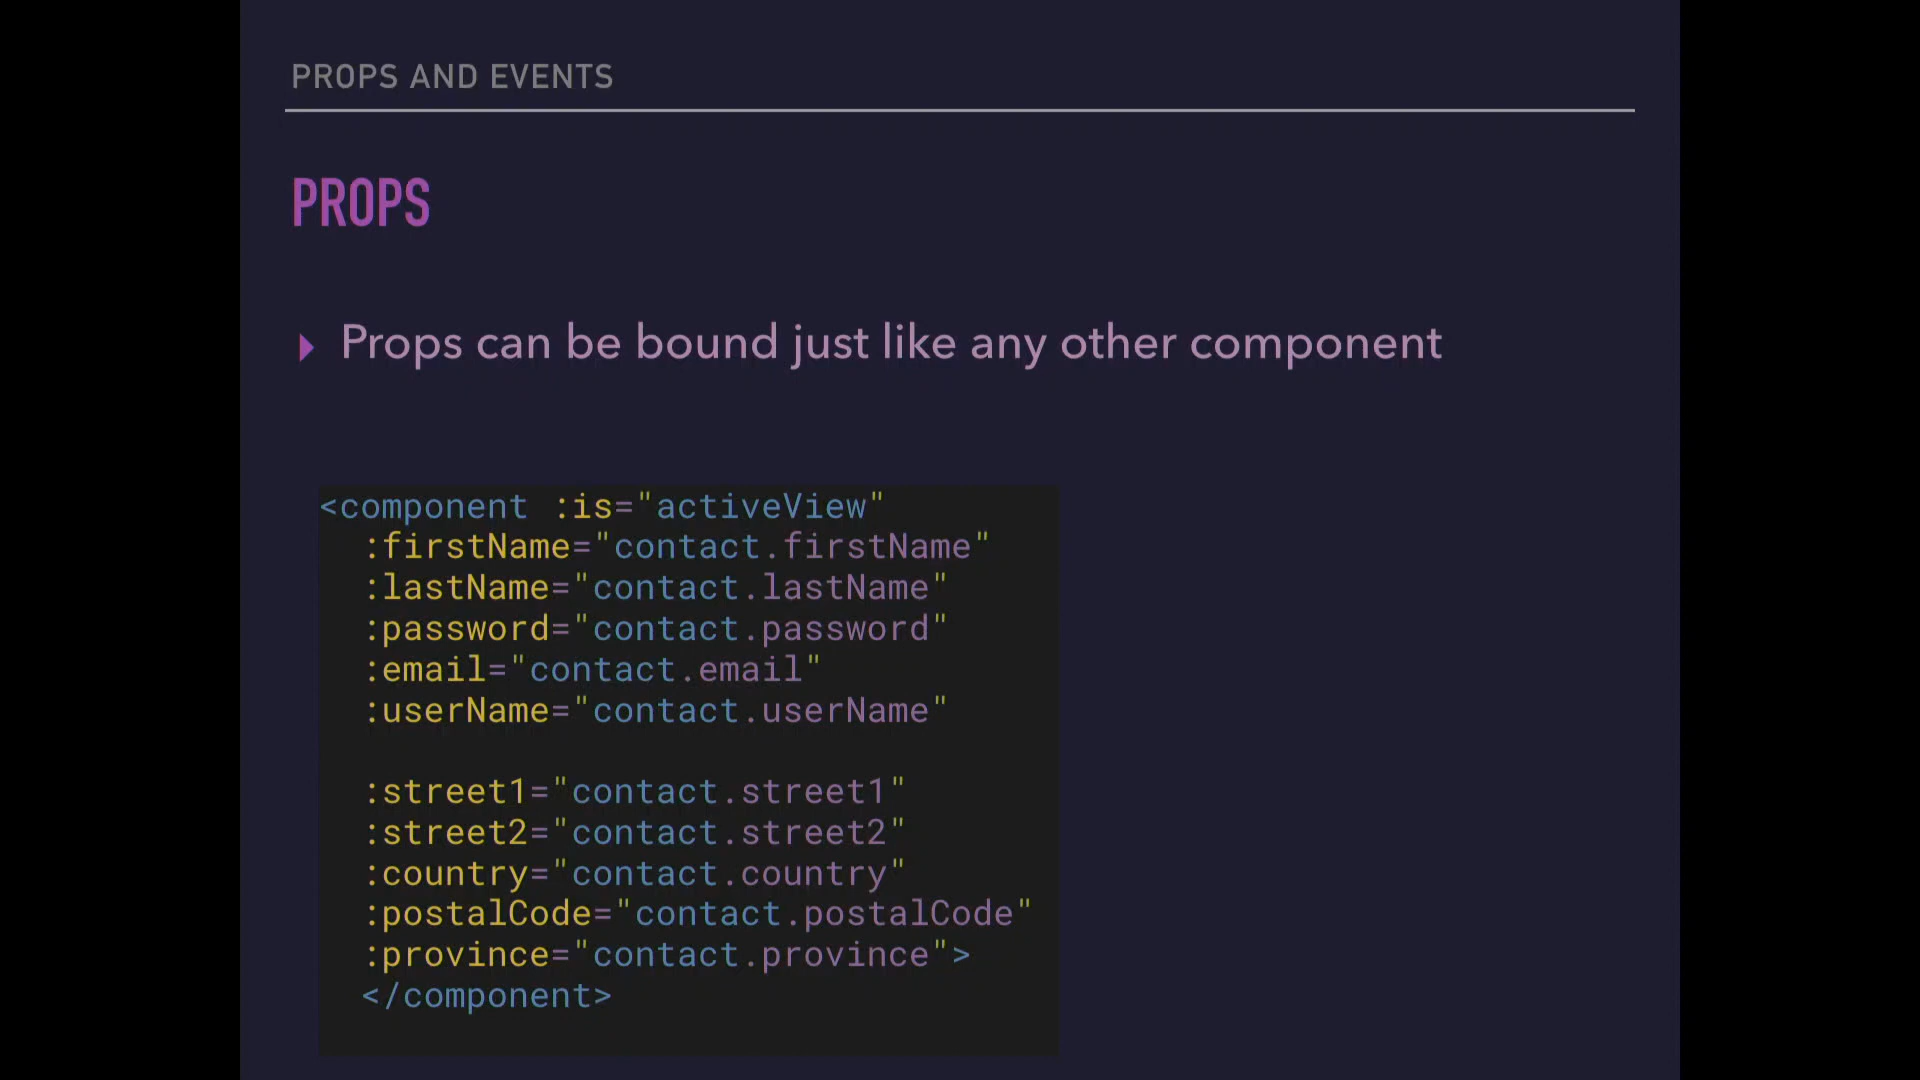 PROPS AND EVENTS
PROPS
Props can be bound just like any other component
<component :is="activeView"
:firstName="contact.firstName"
:lastName="contact.lastName"
:password="contact.password"
:email="contact.email"
:userName="contact.userName"
:street1="contact.street1"
:street2="contact.street2"
:country="contact.country"
:postalCode="contact.postalCode"
:province="contact.province">
</component>